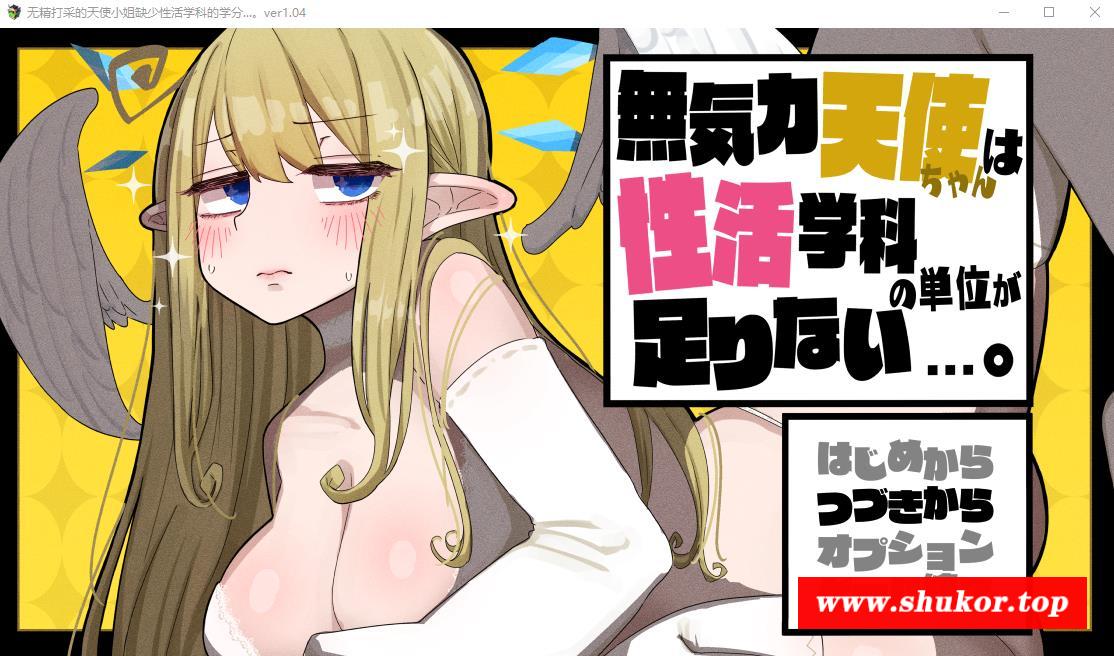 无精打采的天使小姐缺少性活学科的学分...。ver1.04
無気力天使ちゃんは
性活学科の単位が
足りない…。
はじめから
つづきから
オプション
www.shukor.top